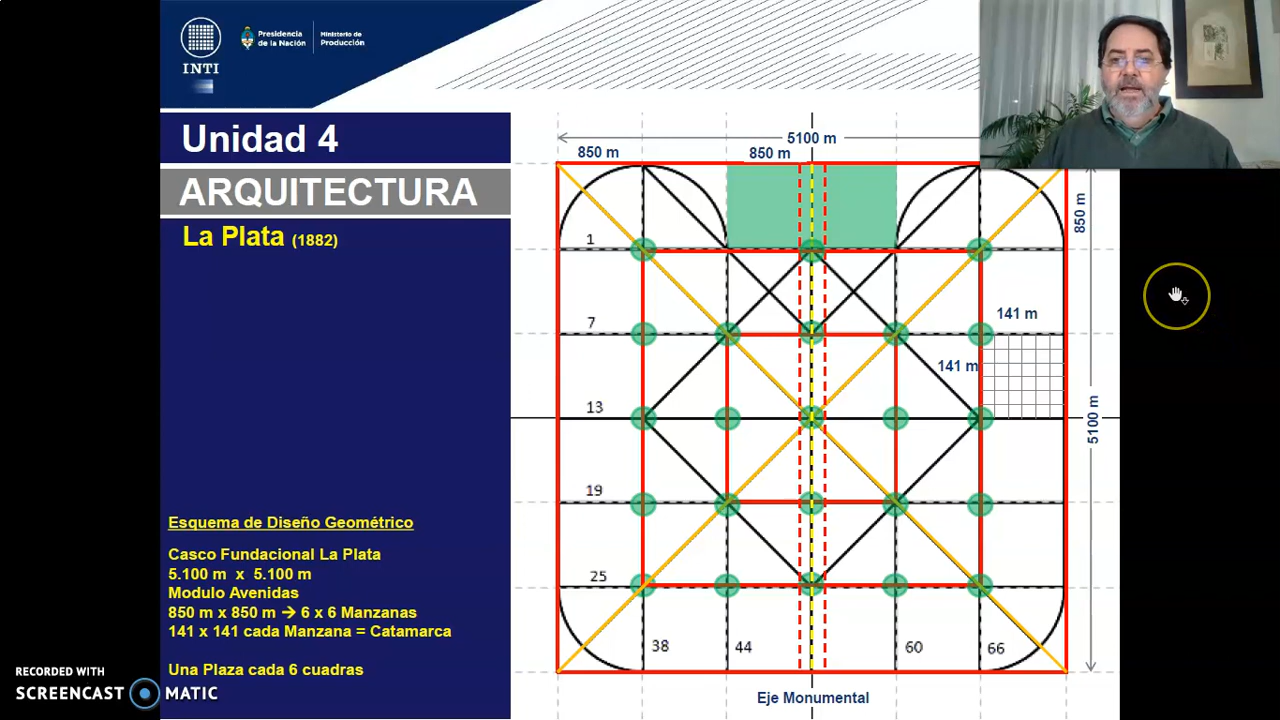 INTI
Presidencia
de la Nación
Ministerio de
Producción
Unidad 4
ARQUITECTURA
La Plata (1882)
Esquema de Diseño Geométrico
Casco Fundacional La Plata
5.100 m x 5.100 m
Modulo Avenidas
850 m x 850 m → 6 x 6 Manzanas
141 x 141 cada Manzana = Catamarca
Una Plaza cada 6 cuadras
5100 m
850 m
850 m
850 m
1
7
141 m
141 m
13
5100 m
19
25
38
44
60
66
Eje Monumental
RECORDED WITH
SCREENCAST MATIC